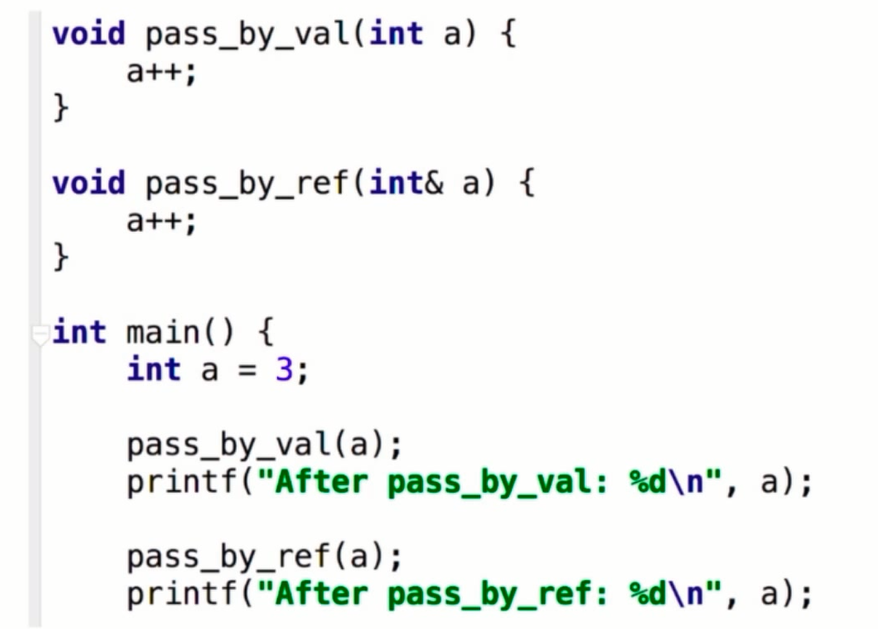 void pass_by_val(int a) {
    a++;
}

void pass_by_ref(int& a) {
    a++;
}

int main() {
    int a = 3;

    pass_by_val(a);
    printf("After pass_by_val: %d\n", a);

    pass_by_ref(a);
    printf("After pass_by_ref: %d\n", a);